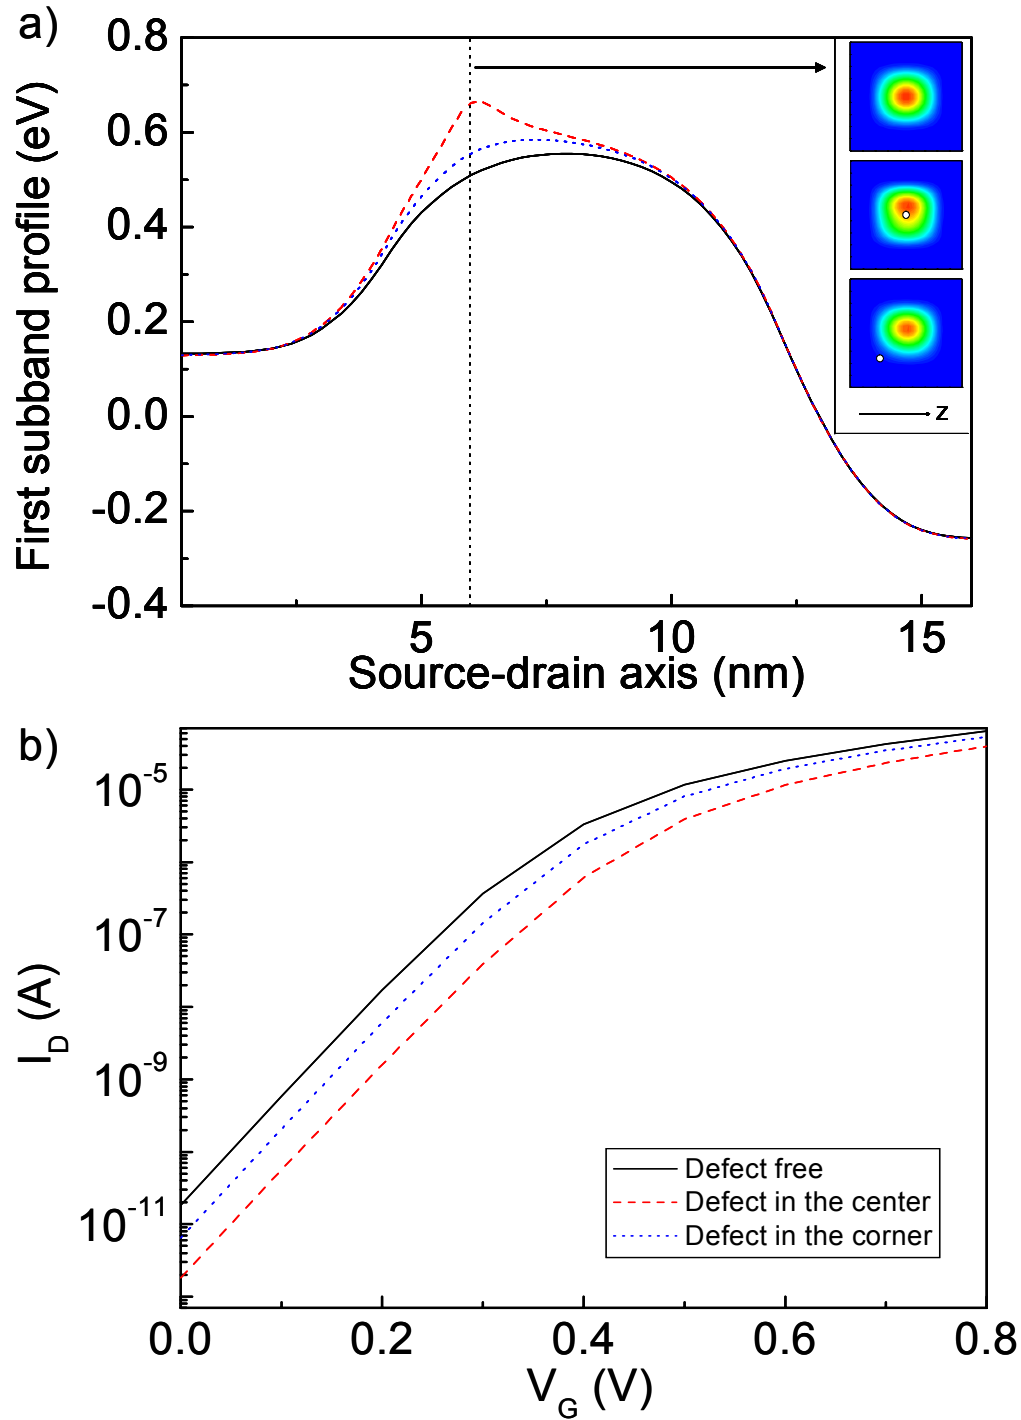 a)
First subband profile (eV)
0.8
0.6
0.4
0.2
0.0
-0.2
-0.4
5
10
15
Source-drain axis (nm)
z
b)
I_D (A)
10^-5
10^-7
10^-9
10^-11
Defect free
Defect in the center
Defect in the corner
0.0
0.2
0.4
0.6
0.8
V_G (V)